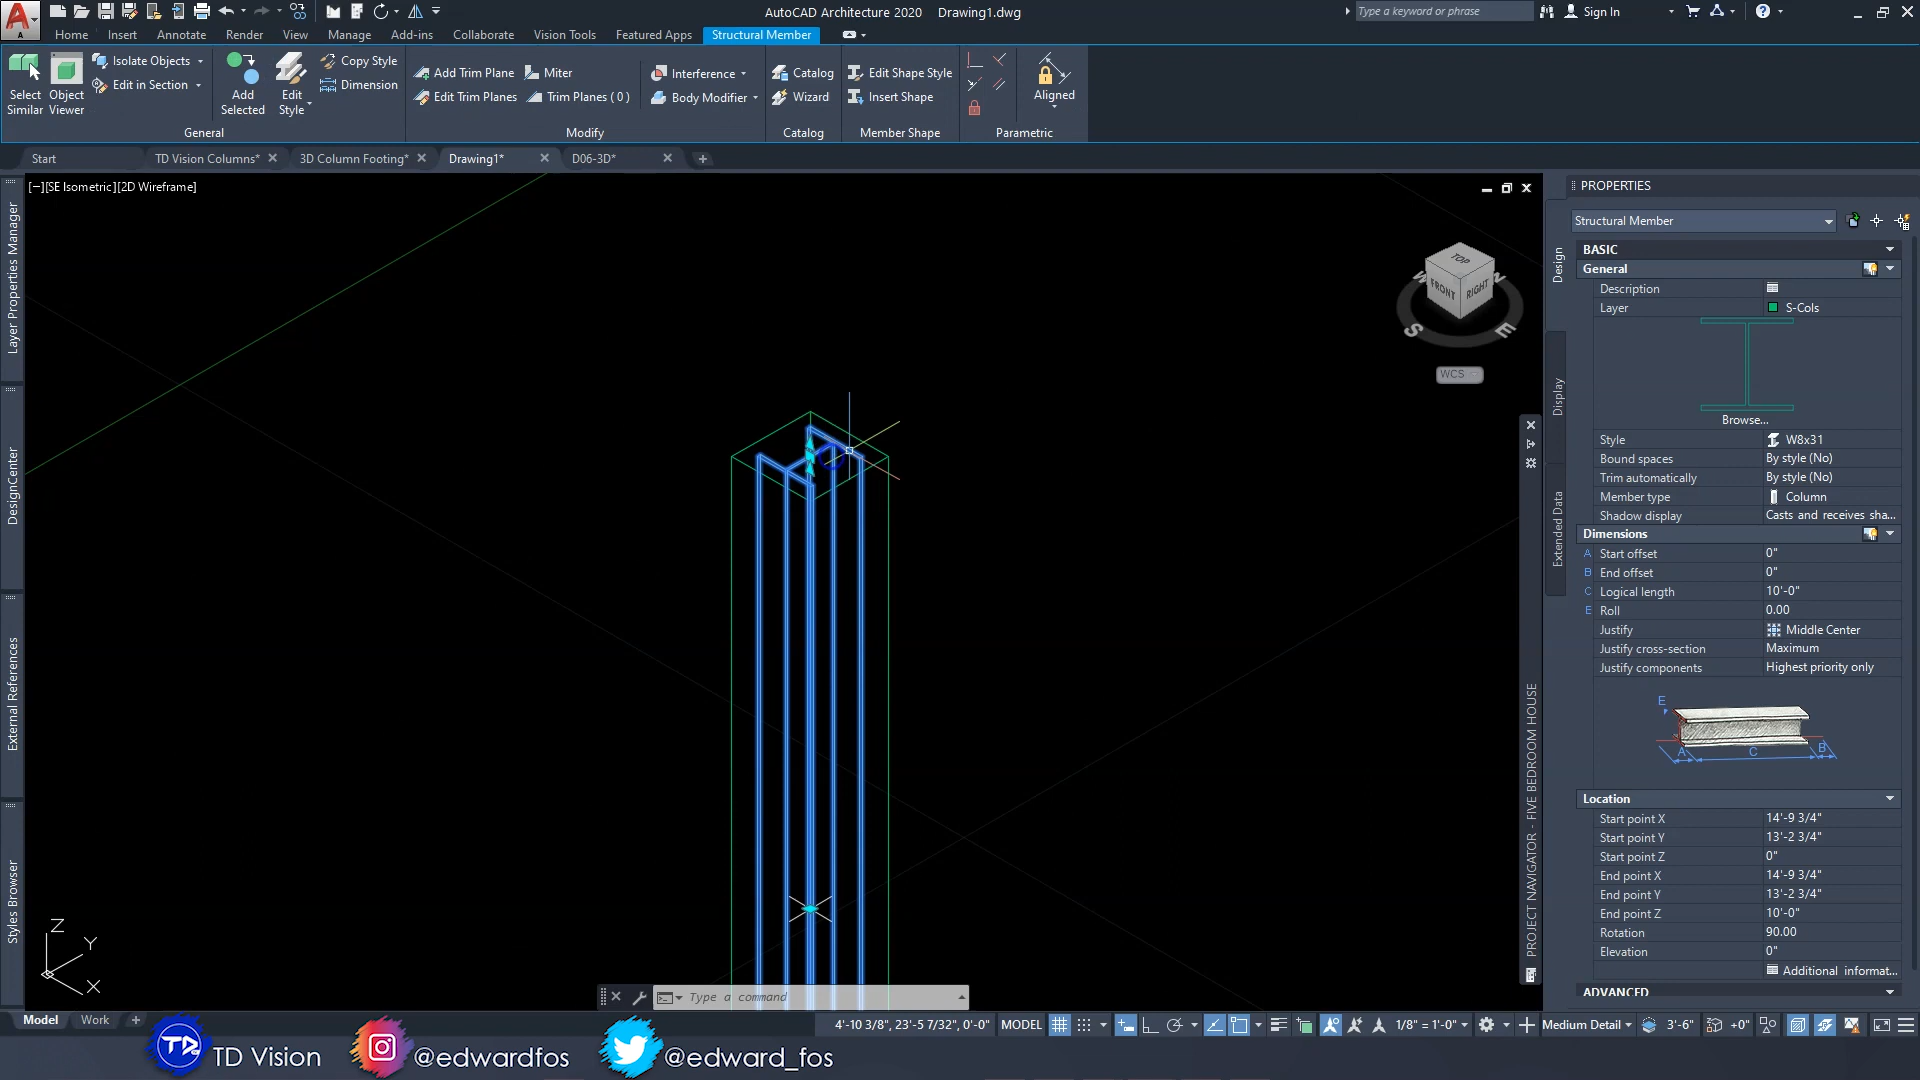 AutoCAD Architecture 2020 Drawing1.dwg
Type a keyword or phrase
Sign In
Home Insert Annotate Render View Manage Add-ins Collaborate Vision Tools Featured Apps Structural Member
Select Similar
Object Viewer
Isolate Objects
Edit in Section
Add Selected
Edit Style
Copy Style
Dimension
Add Trim Plane
Edit Trim Planes
Miter
Trim Planes ( 0 )
Interference
Body Modifier
Catalog
Wizard
Edit Shape Style
Insert Shape
Aligned
General
Modify
Catalog
Member Shape
Parametric
Start
TD Vision Columns*
3D Column Footing*
Drawing1*
D06-3D*
[−][SE Isometric][2D Wireframe]
Layer Properties Manager
DesignCenter
External References
Styles Browser
TOP
FRONT
RIGHT
W
N
S
E
WCS
Z
Y
X
PROJECT NAVIGATOR - FIVE BEDROOM HOUSE
Design
Display
Extended Data
PROPERTIES
Structural Member
BASIC
General
Description
Layer S-Cols
Browse...
Style W8x31
Bound spaces By style (No)
Trim automatically By style (No)
Member type Column
Shadow display Casts and receives sha...
Dimensions
A Start offset 0"
B End offset 0"
C Logical length 10'-0"
E Roll 0.00
Justify Middle Center
Justify cross-section Maximum
Justify components Highest priority only
E
A
C
B
Location
Start point X 14'-9 3/4"
Start point Y 13'-2 3/4"
Start point Z 0"
End point X 14'-9 3/4"
End point Y 13'-2 3/4"
End point Z 10'-0"
Rotation 90.00
Elevation 0"
Additional informat...
ADVANCED
Type a command
Model Work
4'-10 3/8", 23'-5 7/32", 0'-0" MODEL
1/8" = 1'-0"
Medium Detail
3'-6"
+0"
TD Vision @edwardfos @edward_fos